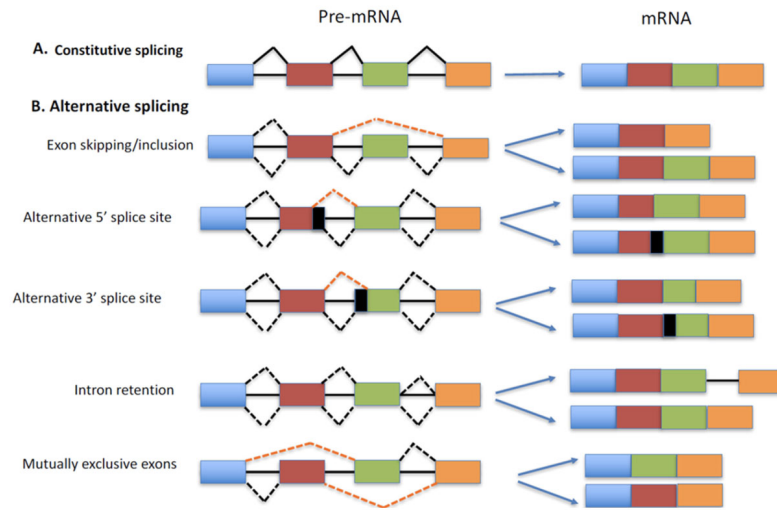 Pre-mRNA
mRNA
A. Constitutive splicing
B. Alternative splicing
Exon skipping/inclusion
Alternative 5’ splice site
Alternative 3’ splice site
Intron retention
Mutually exclusive exons